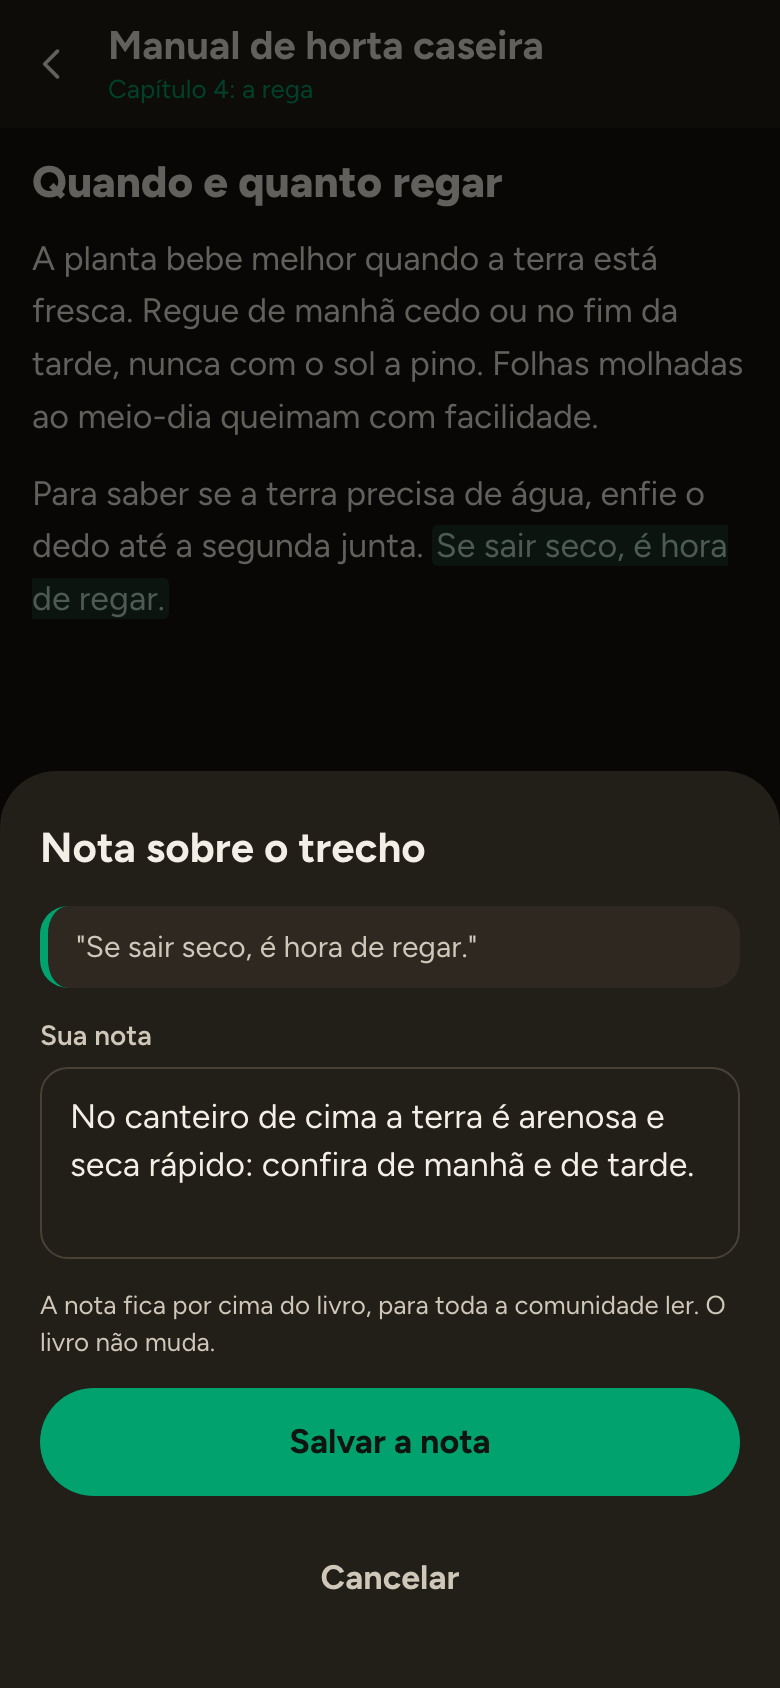 Manual de horta caseira
Capítulo 4: a rega
Quando e quanto regar
A planta bebe melhor quando a terra está
fresca. Regue de manhã cedo ou no fim da
tarde, nunca com o sol a pino. Folhas molhadas
ao meio-dia queimam com facilidade.
Para saber se a terra precisa de água, enfie o
dedo até a segunda junta. Se sair seco, é hora
de regar.
Nota sobre o trecho
"Se sair seco, é hora de regar."
Sua nota
No canteiro de cima a terra é arenosa e
seca rápido: confira de manhã e de tarde.
A nota fica por cima do livro, para toda a comunidade ler. O
livro não muda.
Salvar a nota
Cancelar